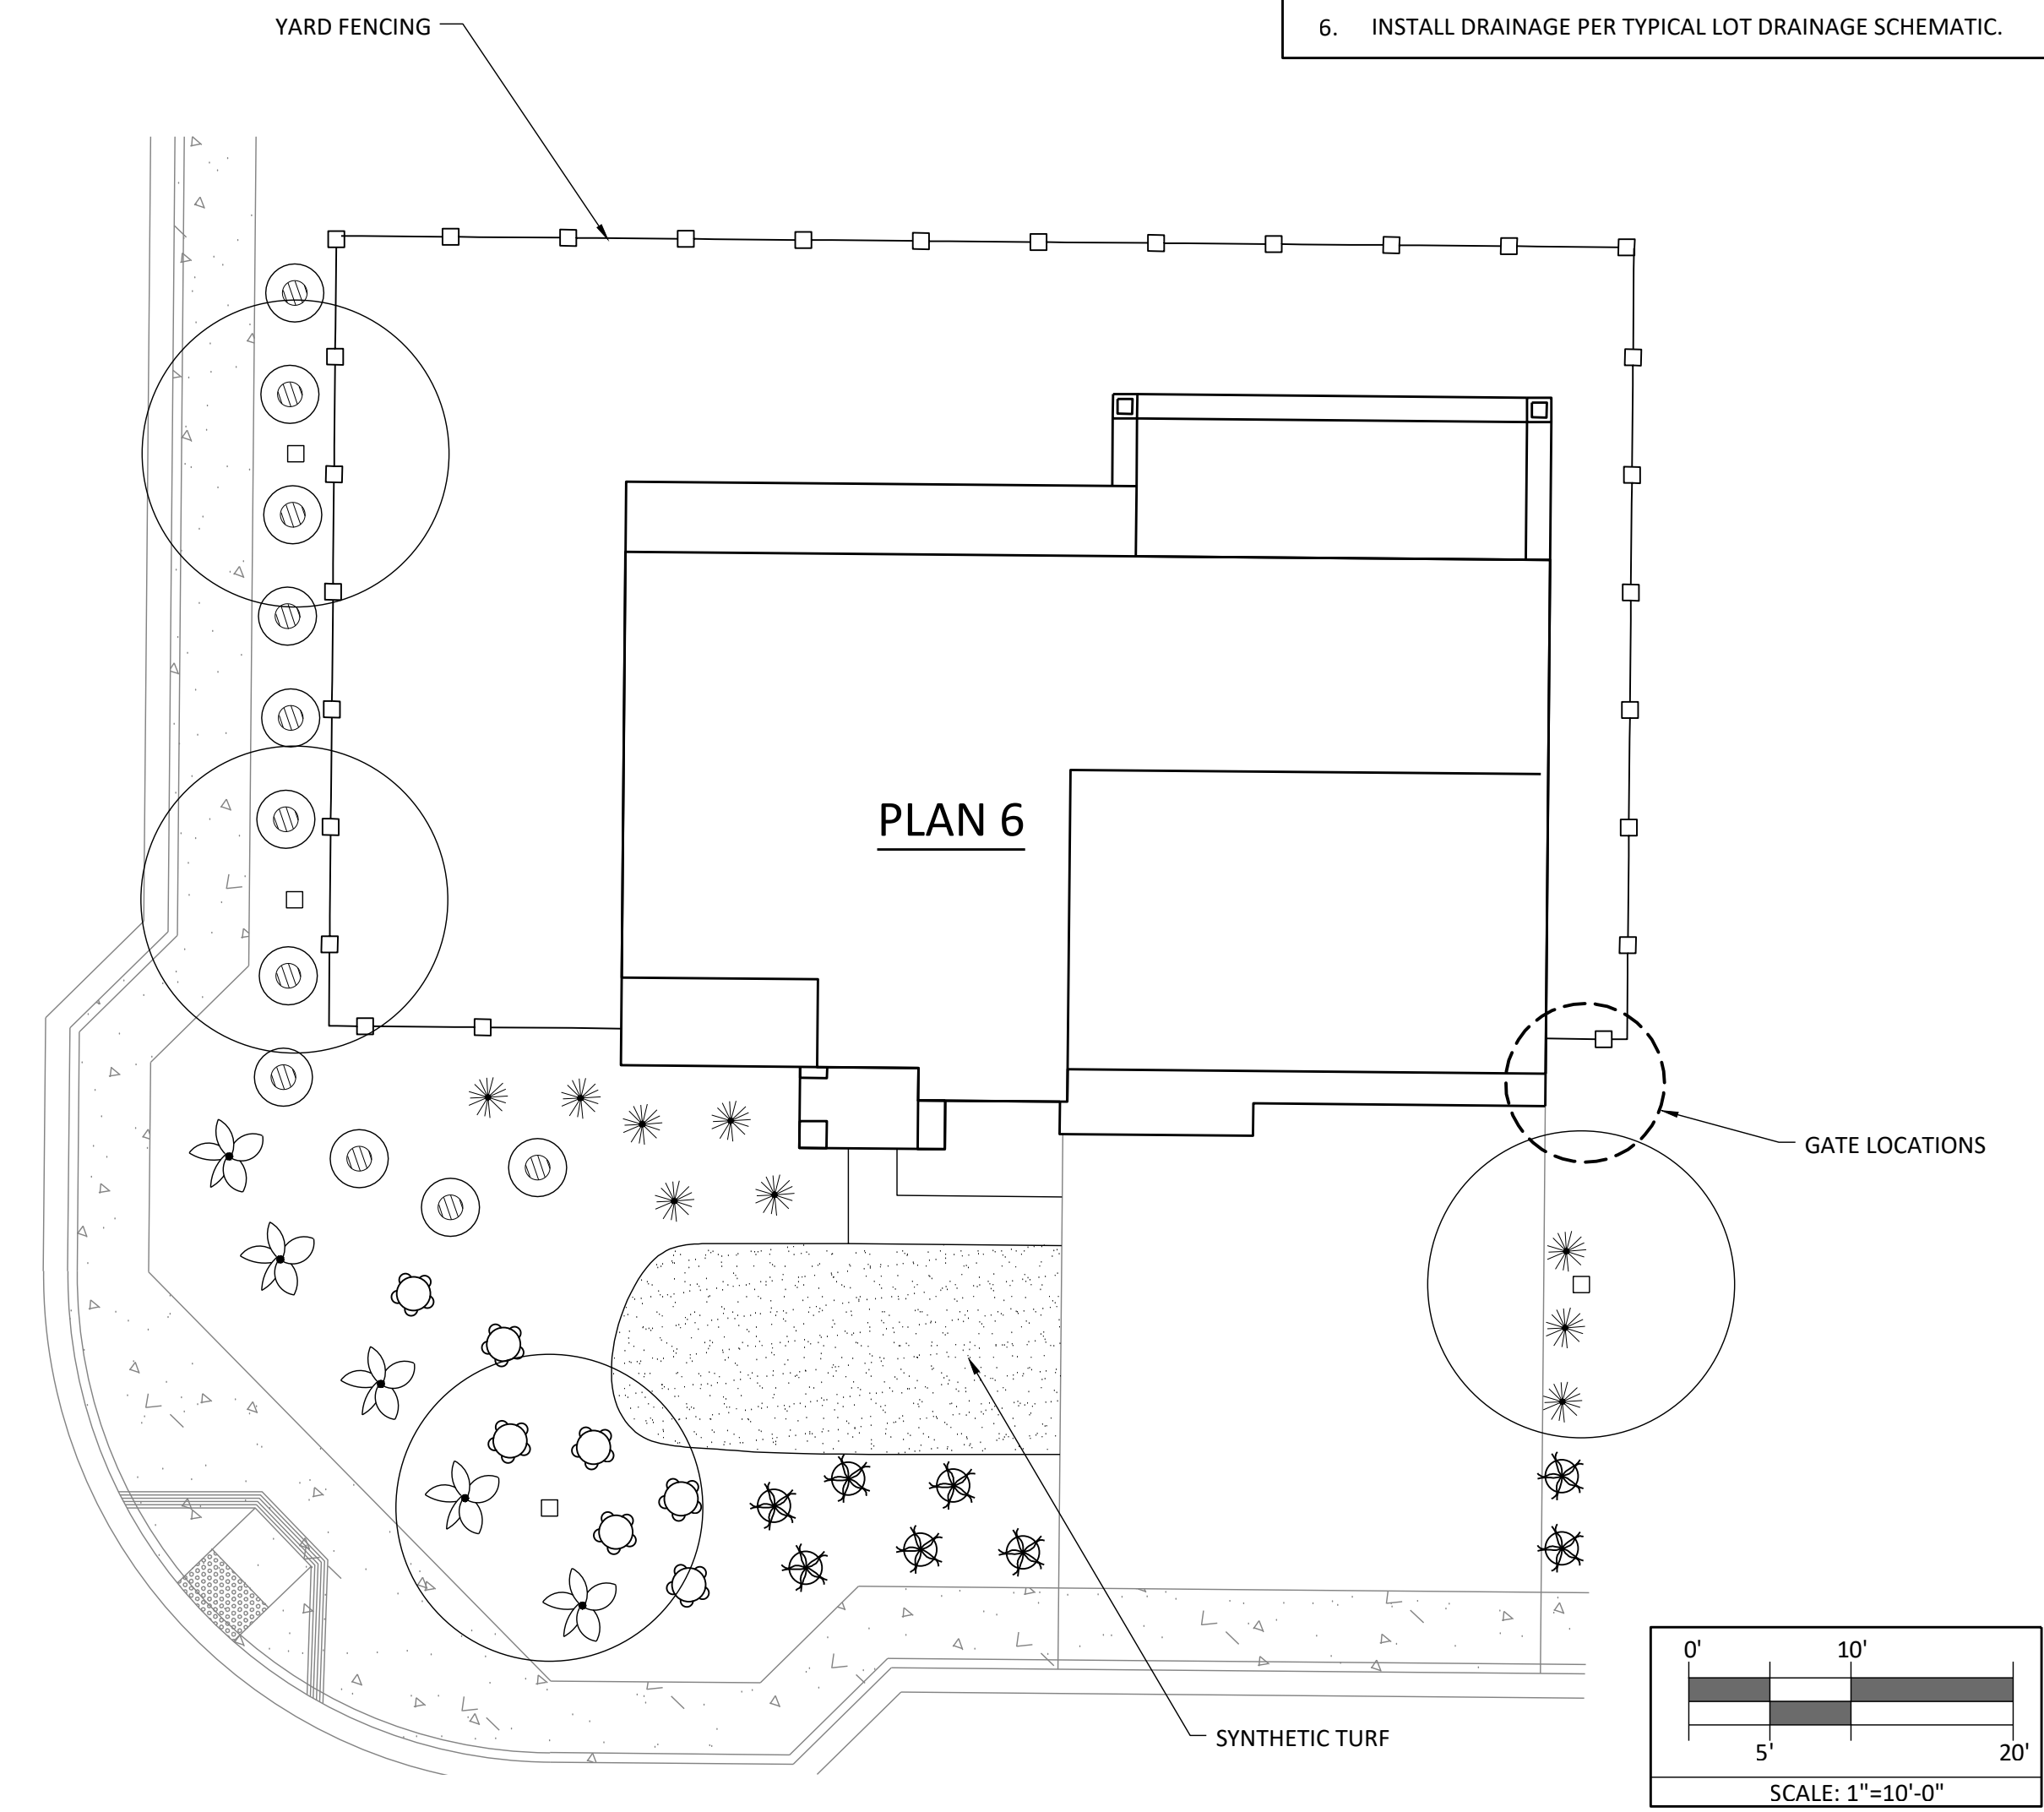 YARD FENCING
6. INSTALL DRAINAGE PER TYPICAL LOT DRAINAGE SCHEMATIC.
PLAN 6
GATE LOCATIONS
SYNTHETIC TURF
0' 10'
5' 20'
SCALE: 1"=10'-0"